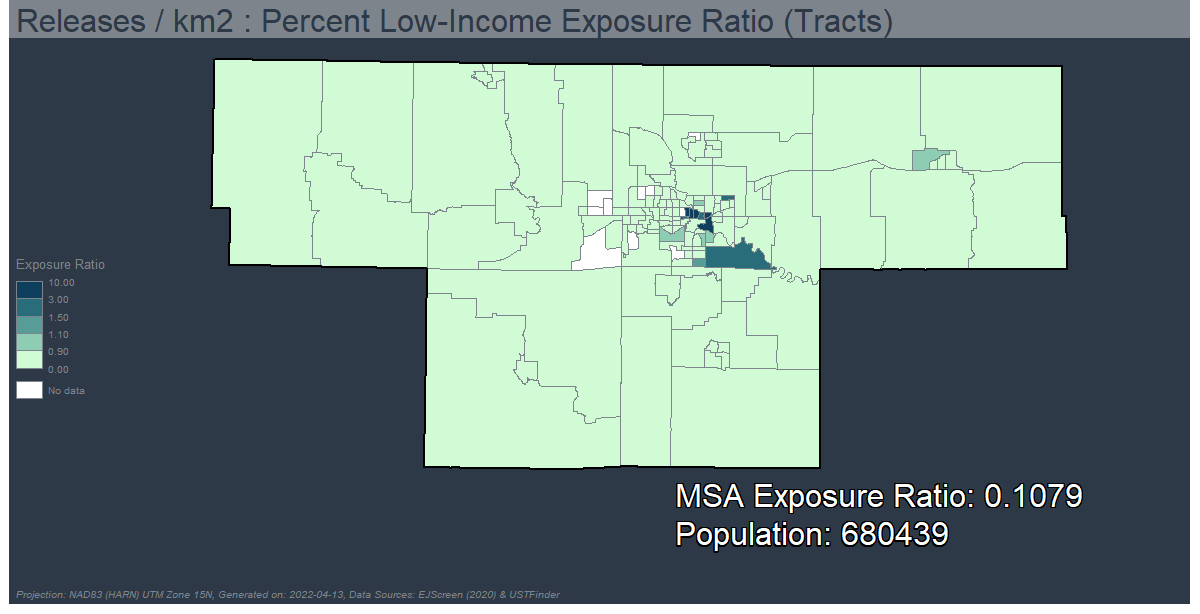 Releases / km2 : Percent Low-Income Exposure Ratio (Tracts)
Exposure Ratio
10.00
3.00
1.50
1.10
0.90
0.00
No data
MSA Exposure Ratio: 0.1079
Population: 680439
Projection: NAD83 (HARN) UTM Zone 15N, Generated on: 2022-04-13, Data Sources: EJScreen (2020) & USTFinder